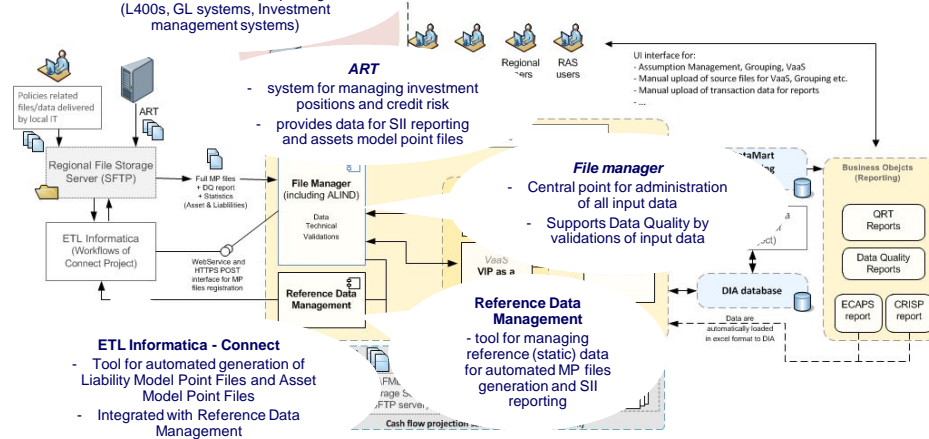 (L400s, GL systems, Investment
management systems)
Regional
RAS
users
UI interface for:
- Assumption Management, Grouping, VaaS
- Manual upload of source files for VaaS, Grouping etc.
- Manual upload of transaction data for reports
- ...
ART
- system for managing investment
positions and credit risk
- provides data for SII reporting
and assets model point files
Policies related
files/data delivered
by local IT
ART
Regional File Storage
Server (SFTP)
Full MP files
+ DQ report
+ Statistics
(Asset & Liabilities)
File Manager
(including ALIND)
Data
Technical
Validations
File manager
- Central point for administration
of all input data
- Supports Data Quality by
validations of input data
Business Obejcts
(Reporting)
QRT
Reports
Data Quality
Reports
ECAPS
report
CRISP
report
ETL Informatica
(Workflows of
Connect Project)
WebService and
HTTPS POST
interface for MP
files registration
VaaS
VIP as a
DIA database
Data are
automatically loaded
in excel format to DIA
Reference Data
Management
Reference Data
Management
- tool for managing
reference (static) data
for automated MP files
generation and SII
reporting
ETL Informatica - Connect
- Tool for automated generation of
Liability Model Point Files and Asset
Model Point Files
- Integrated with Reference Data
Management
Cash flow projection